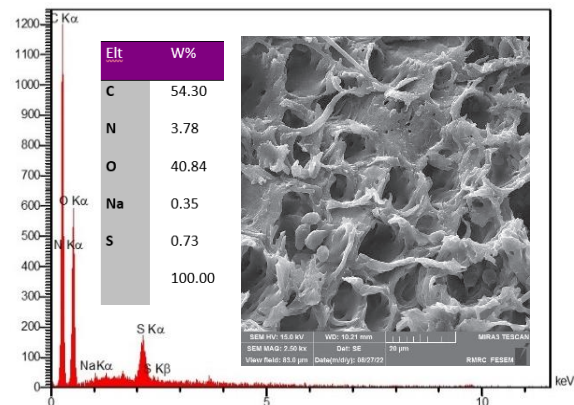 1200
1100
1000
900
800
700
600
500
400
300
200
100
0
C Kα
O Kα
N Kα
NaKα
S Kα
S Kβ
0
5
10
keV
Elt W%
C 54.30
N 3.78
O 40.84
Na 0.35
S 0.73
100.00
SEM HV: 15.0 kV WD: 10.21 mm MIRA3 TESCAN
SEM MAG: 2.50 kx Det: SE 20 µm
View field: 83.0 µm Date(m/d/y): 08/27/22 RMRC FESEM